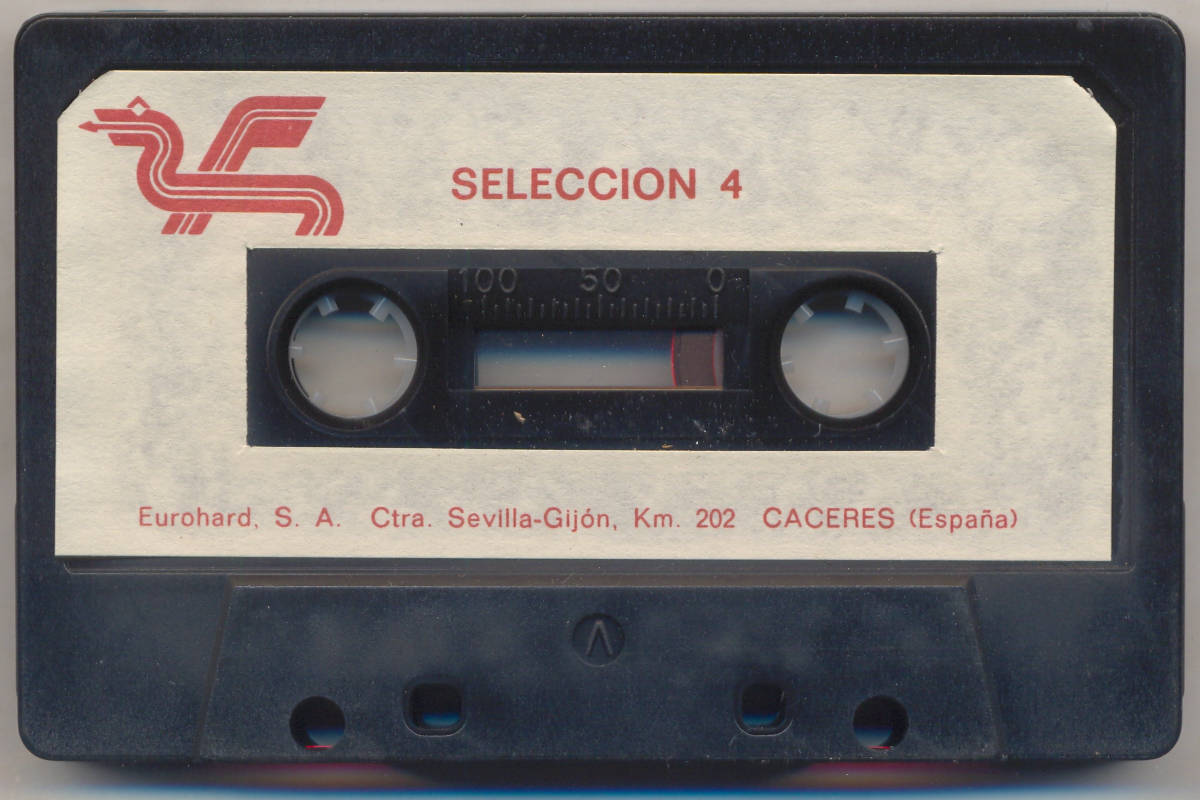 SELECCION 4
100 50 0
Eurohard, S. A. Ctra. Sevilla-Gijón, Km. 202 CACERES (España)